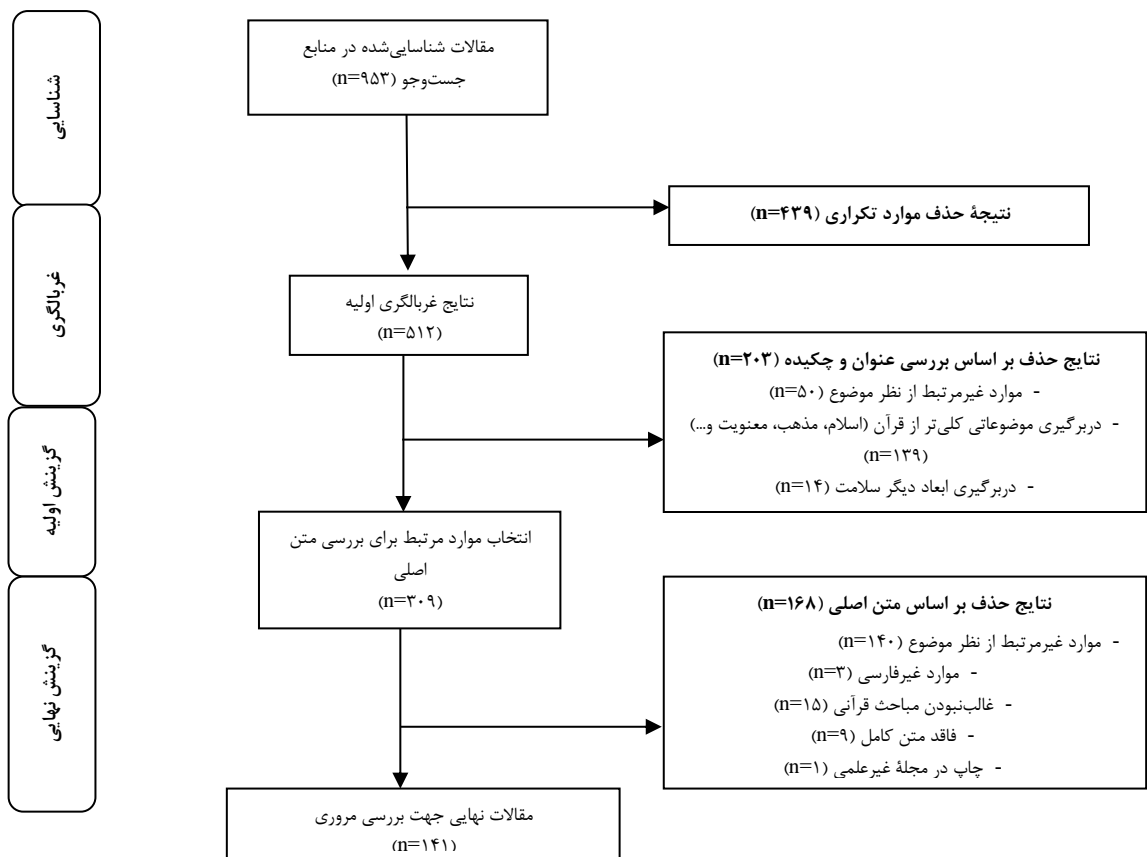 شناسایی
مقالات شناسایی‌شده در منابع
جست‌وجو (n=۹۵۳)
نتیجۀ حذف موارد تکراری (n=۴۳۹)
غربالگری
نتایج غربالگری اولیه
(n=۵۱۲)
نتایج حذف بر اساس بررسی عنوان و چکیده (n=۲۰۳)
- موارد غیرمرتبط از نظر موضوع (n=۵۰)
- دربرگیری موضوعاتی کلی‌تر از قرآن (اسلام، مذهب، معنویت و...)
(n=۱۳۹)
- دربرگیری ابعاد دیگر سلامت (n=۱۴)
گزینش اولیه
انتخاب موارد مرتبط برای بررسی متن
اصلی
(n=۳۰۹)
نتایج حذف بر اساس متن اصلی (n=۱۶۸)
- موارد غیرمرتبط از نظر موضوع (n=۱۴۰)
- موارد غیرفارسی (n=۳)
- غالب‌نبودن مباحث قرآنی (n=۱۵)
- فاقد متن کامل (n=۹)
- چاپ در مجلۀ غیرعلمی (n=۱)
گزینش نهایی
مقالات نهایی جهت بررسی مروری
(n=۱۴۱)